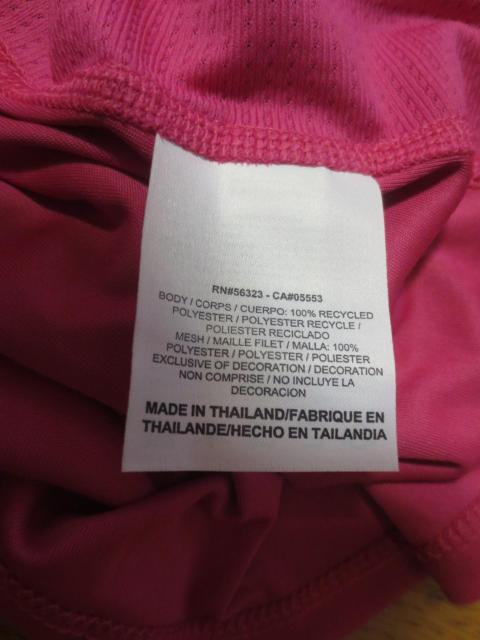 RN#56323 - CA#05553
BODY / CORPS / CUERPO: 100% RECYCLED
POLYESTER / POLYESTER RECYCLE /
POLIESTER RECICLADO
MESH / MAILLE FILET / MALLA: 100%
POLYESTER / POLYESTER / POLIESTER
EXCLUSIVE OF DECORATION / DECORATION
NON COMPRISE / NO INCLUYE LA
DECORACION
MADE IN THAILAND/FABRIQUE EN
THAILANDE/HECHO EN TAILANDIA